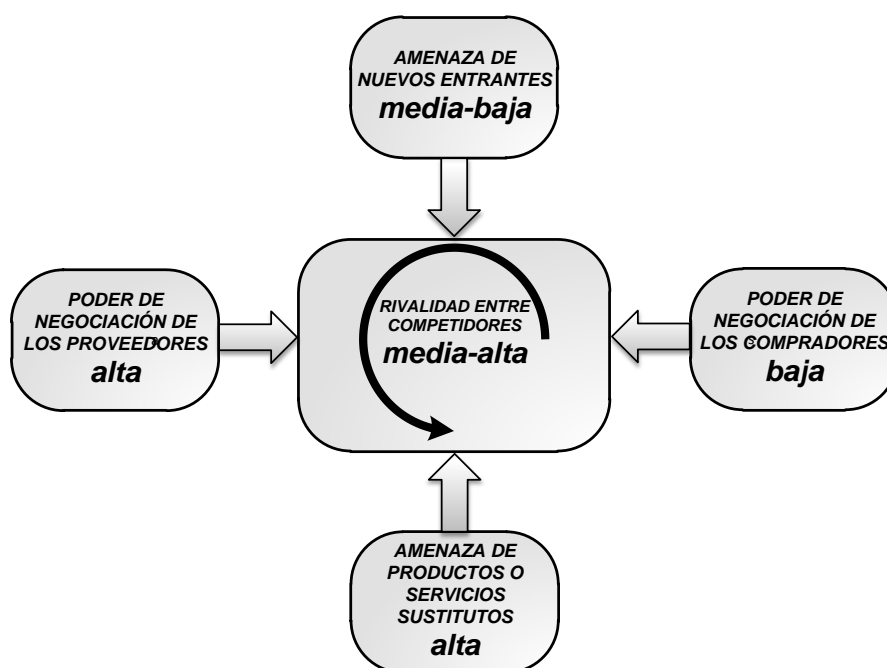 AMENAZA DE
NUEVOS ENTRANTES
media-baja
RIVALIDAD ENTRE
COMPETIDORES
media-alta
PODER DE
NEGOCIACIÓN DE
LOS PROVEEDORES
alta
PODER DE
NEGOCIACIÓN DE
LOS COMPRADORES
baja
AMENAZA DE
PRODUCTOS O
SERVICIOS
SUSTITUTOS
alta